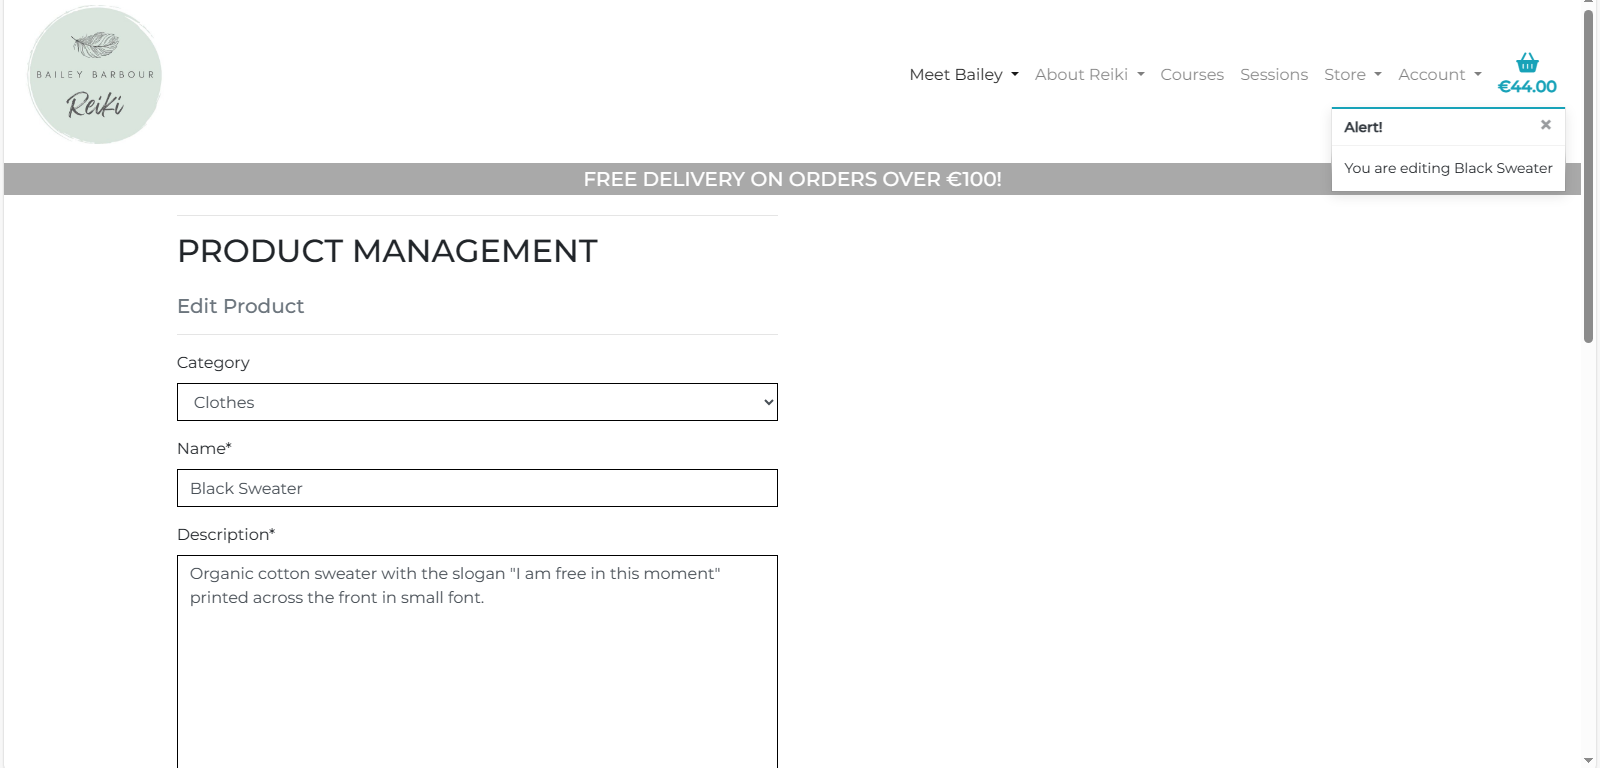 BAILEY BARBOUR
Reiki
Meet Bailey
About Reiki
Courses
Sessions
Store
Account
€44.00
Alert!
×
You are editing Black Sweater
FREE DELIVERY ON ORDERS OVER €100!
PRODUCT MANAGEMENT
Edit Product
Category
Clothes
Name*
Black Sweater
Description*
Organic cotton sweater with the slogan "I am free in this moment"
printed across the front in small font.